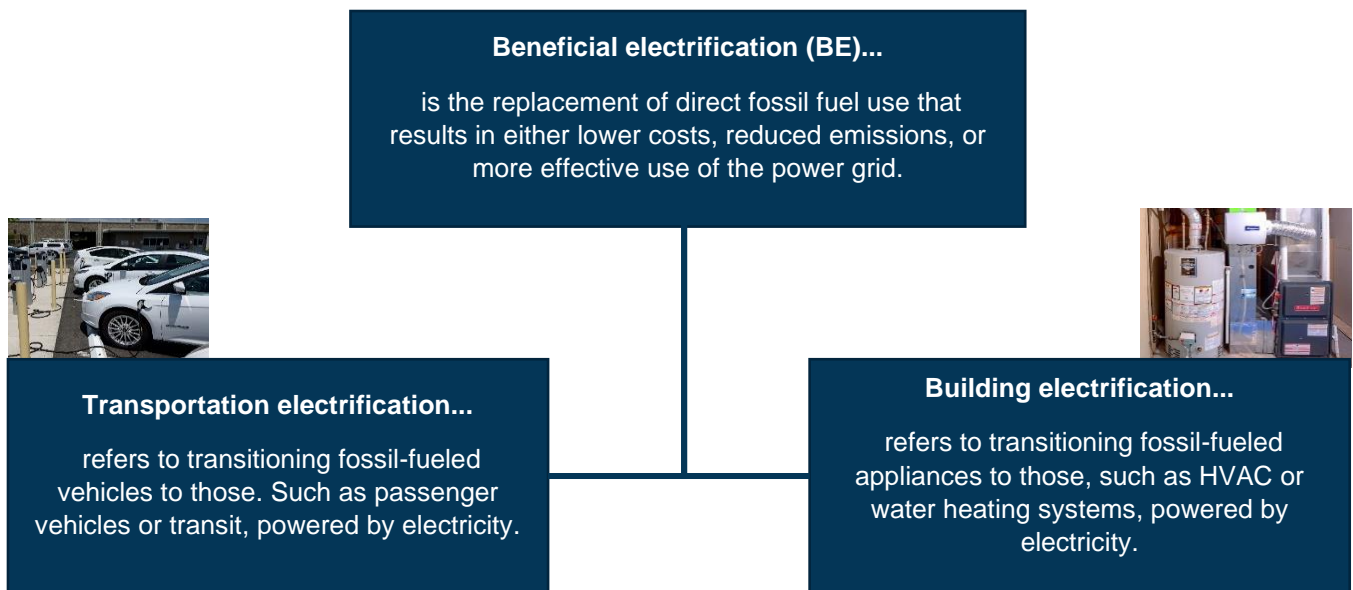 Beneficial electrification (BE)...
is the replacement of direct fossil fuel use that
results in either lower costs, reduced emissions, or
more effective use of the power grid.
Transportation electrification...
refers to transitioning fossil-fueled
vehicles to those. Such as passenger
vehicles or transit, powered by electricity.
Building electrification...
refers to transitioning fossil-fueled
appliances to those, such as HVAC or
water heating systems, powered by
electricity.